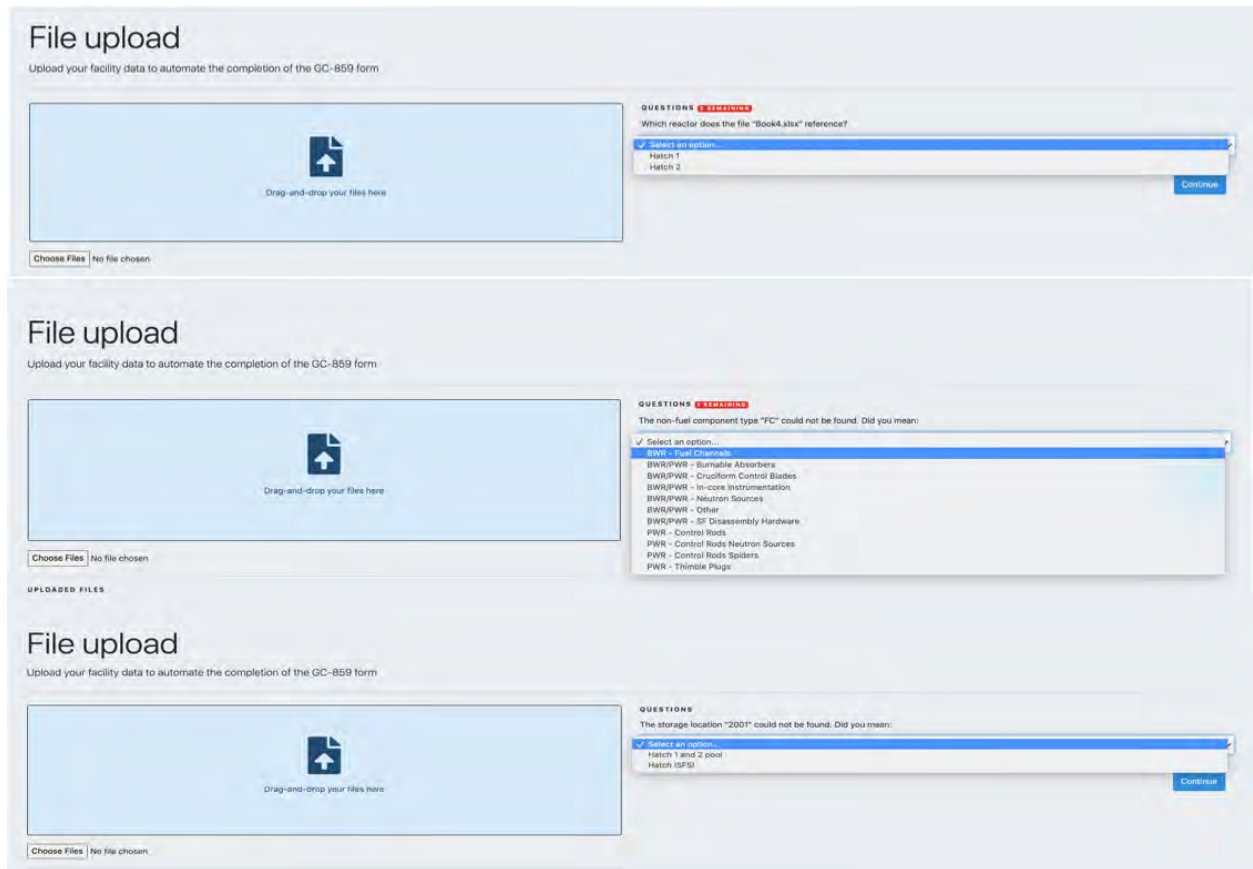 File upload
Upload your facility data to automate the completion of the GC-859 form
Drag-and-drop your files here
Choose Files No file chosen
QUESTIONS REMAINING
Which reactor does the file "Book4.xlsx" reference?
✓ Select an option...
Hatch 1
Hatch 2
Continue
File upload
Upload your facility data to automate the completion of the GC-859 form
Drag-and-drop your files here
Choose Files No file chosen
UPLOADED FILES
QUESTIONS REMAINING
The non-fuel component type "FC" could not be found. Did you mean:
✓ Select an option...
BWR - Fuel Channels
BWR/PWR - Burnable Absorbers
BWR/PWR - Cruciform Control Blades
BWR/PWR - In-core Instrumentation
BWR/PWR - Neutron Sources
BWR/PWR - Other
BWR/PWR - SF Disassembly Hardware
PWR - Control Rods
PWR - Control Rods Neutron Sources
PWR - Control Rods Spiders
PWR - Thimble Plugs
File upload
Upload your facility data to automate the completion of the GC-859 form
Drag-and-drop your files here
Choose Files No file chosen
QUESTIONS
The storage location "2001" could not be found. Did you mean:
✓ Select an option...
Hatch 1 and 2 pool
Hatch ISFSI
Continue